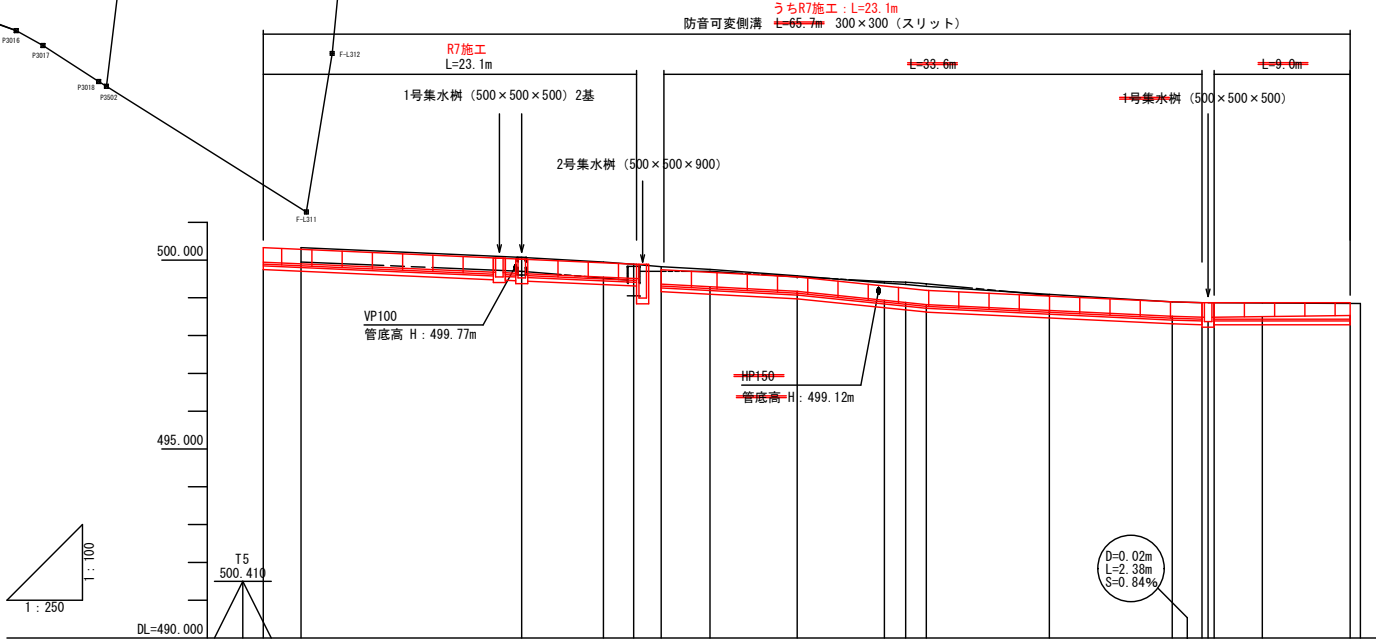 うちR7施工：L=23.1m
防音可変側溝 L=65.7m 300×300（スリット）
P3016
P3017
F-L312
R7施工
L=23.1m
L=33.6m
L=9.0m
P3018
P3502
1号集水桝（500×500×500）2基
1号集水桝（500×500×500）
2号集水桝（500×500×900）
F-L311
500.000
VP100
管底高 H：499.77m
HP150
管底高 H：499.12m
495.000
1：100
1：250
T5
500.410
D=0.02m
L=2.38m
S=0.84%
DL=490.000